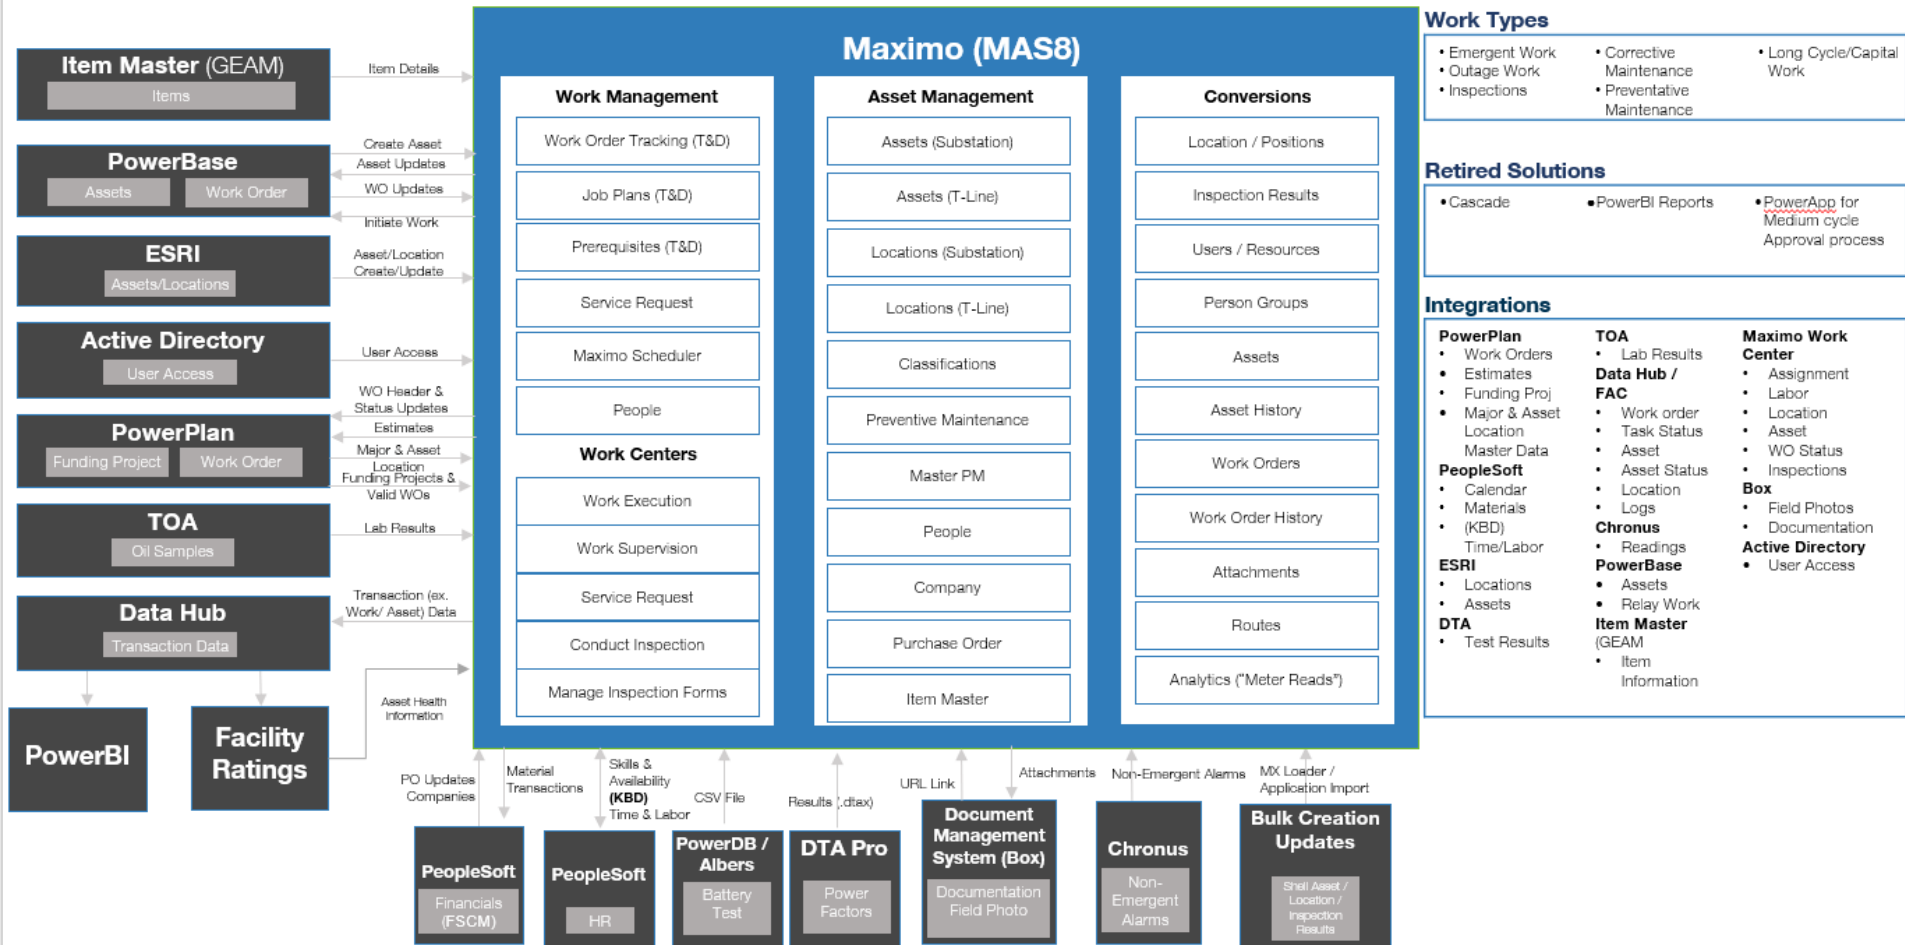 Item Master (GEAM)
Items
PowerBase
Assets
Work Order
ESRI
Assets/Locations
Active Directory
User Access
PowerPlan
Funding Project
Work Order
TOA
Oil Samples
Data Hub
Transaction Data
PowerBI
Facility
Ratings
Item Details
Create Asset
Asset Updates
WO Updates
Initiate Work
Asset/Location
Create/Update
User Access
WO Header &
Status Updates
Estimates
Major & Asset
Location
Funding Projects &
Valid WOs
Lab Results
Transaction (ex.
Work/ Asset) Data
Asset Health
Information
Maximo (MAS8)
Work Management
Work Order Tracking (T&D)
Job Plans (T&D)
Prerequisites (T&D)
Service Request
Maximo Scheduler
People
Work Centers
Work Execution
Work Supervision
Service Request
Conduct Inspection
Manage Inspection Forms
Asset Management
Assets (Substation)
Assets (T-Line)
Locations (Substation)
Locations (T-Line)
Classifications
Preventive Maintenance
Master PM
People
Company
Purchase Order
Item Master
Conversions
Location / Positions
Inspection Results
Users / Resources
Person Groups
Assets
Asset History
Work Orders
Work Order History
Attachments
Routes
Analytics ("Meter Reads")
PO Updates
Companies
Material
Transactions
Skills &
Availability
(KBD)
Time & Labor
CSV File
Results (.dtax)
URL Link
Attachments
Non-Emergent Alarms
MX Loader /
Application Import
PeopleSoft
Financials
(FSCM)
PeopleSoft
HR
PowerDB /
Albers
Battery
Test
DTA Pro
Power
Factors
Document
Management
System (Box)
Documentation
Field Photo
Chronus
Non-
Emergent
Alarms
Bulk Creation
Updates
Shell Asset /
Location /
Inspection
Results
Work Types
• Emergent Work
• Outage Work
• Inspections
• Corrective
Maintenance
• Preventative
Maintenance
• Long Cycle/Capital
Work
Retired Solutions
• Cascade
• PowerBI Reports
• PowerApp for
Medium cycle
Approval process
Integrations
PowerPlan
• Work Orders
• Estimates
• Funding Proj
• Major & Asset
Location
Master Data
PeopleSoft
• Calendar
• Materials
• (KBD)
Time/Labor
ESRI
• Locations
• Assets
DTA
• Test Results
TOA
• Lab Results
Data Hub /
FAC
• Work order
• Task Status
• Asset
• Asset Status
• Location
• Logs
Chronus
• Readings
PowerBase
• Assets
• Relay Work
Item Master
(GEAM
• Item
Information
Maximo Work
Center
• Assignment
• Labor
• Location
• Asset
• WO Status
• Inspections
Box
• Field Photos
• Documentation
Active Directory
• User Access